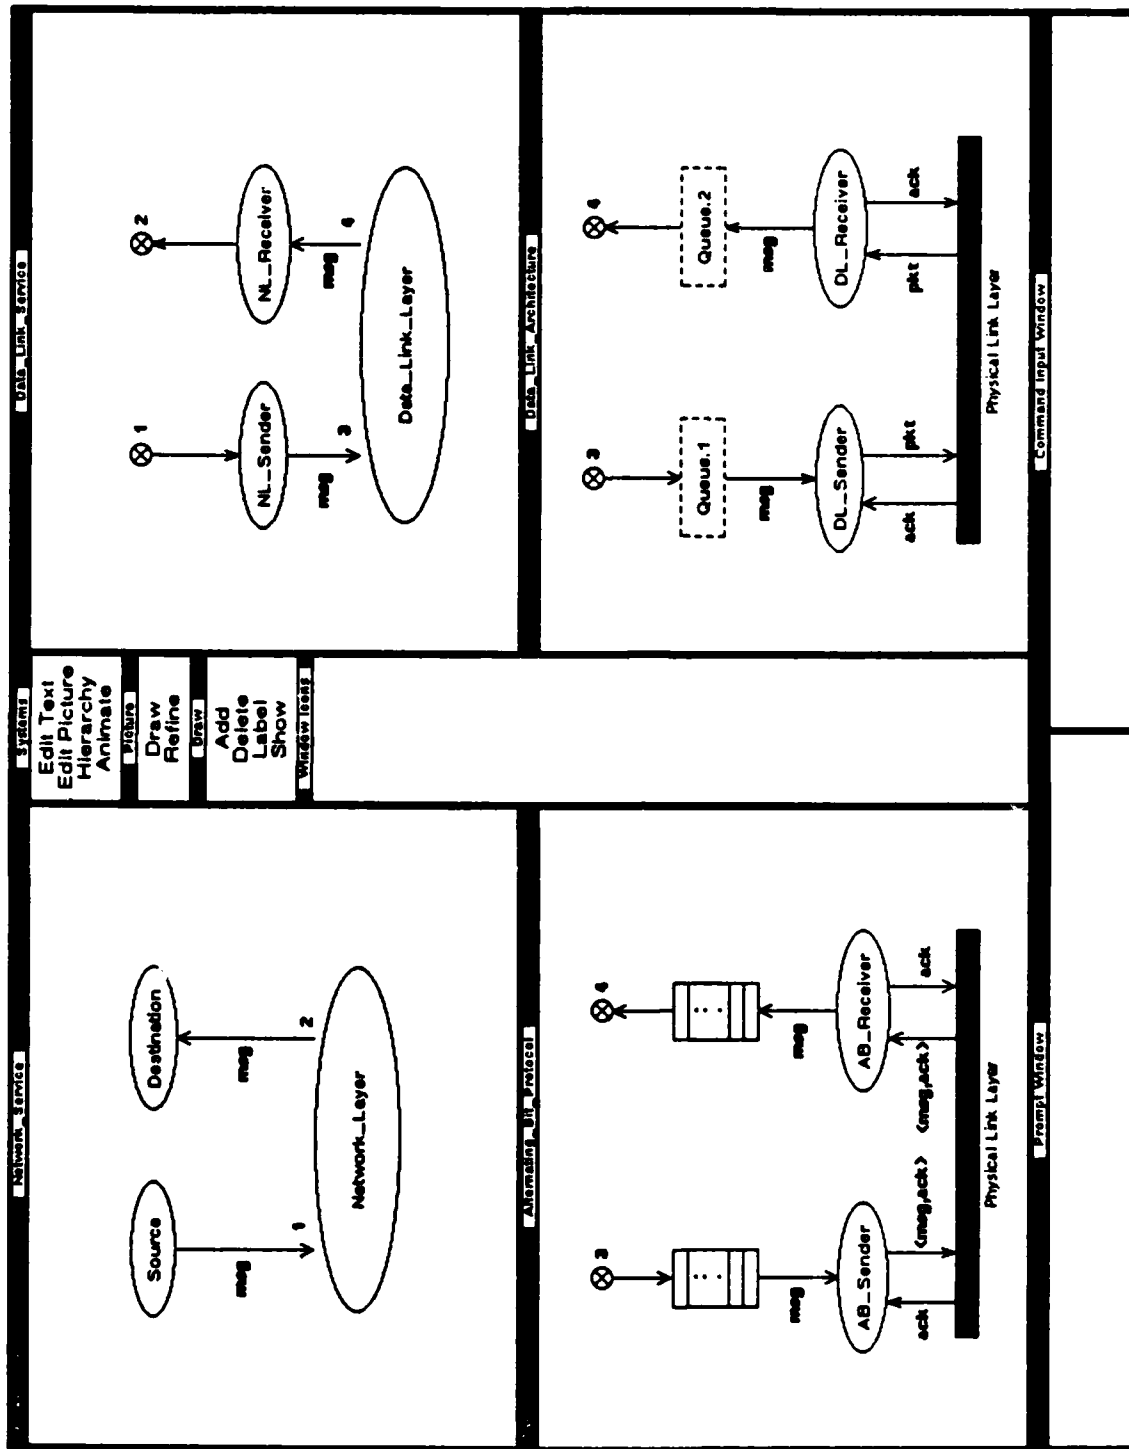 Network_Service
Source
Destination
msg
1
msg
2
Network_Layer
Systems
Edit Text
Edit Picture
Hierarchy
Animate
Picture
Draw
Refine
Draw
Add
Delete
Label
Show
Window Icons
Data_Link_Service
1
2
NL_Sender
NL_Receiver
msg
3
msg
4
Data_Link_Layer
Alternating_Bit_Protocol
3
4
...
...
msg
msg
AB_Sender
AB_Receiver
ack
<msg,ack>
<msg,ack>
ack
Physical Link Layer
Data_Link_Architecture
3
4
Queue.1
Queue.2
msg
msg
DL_Sender
DL_Receiver
ack
pkt
pkt
ack
Physical Link Layer
Prompt Window
Command Input Window